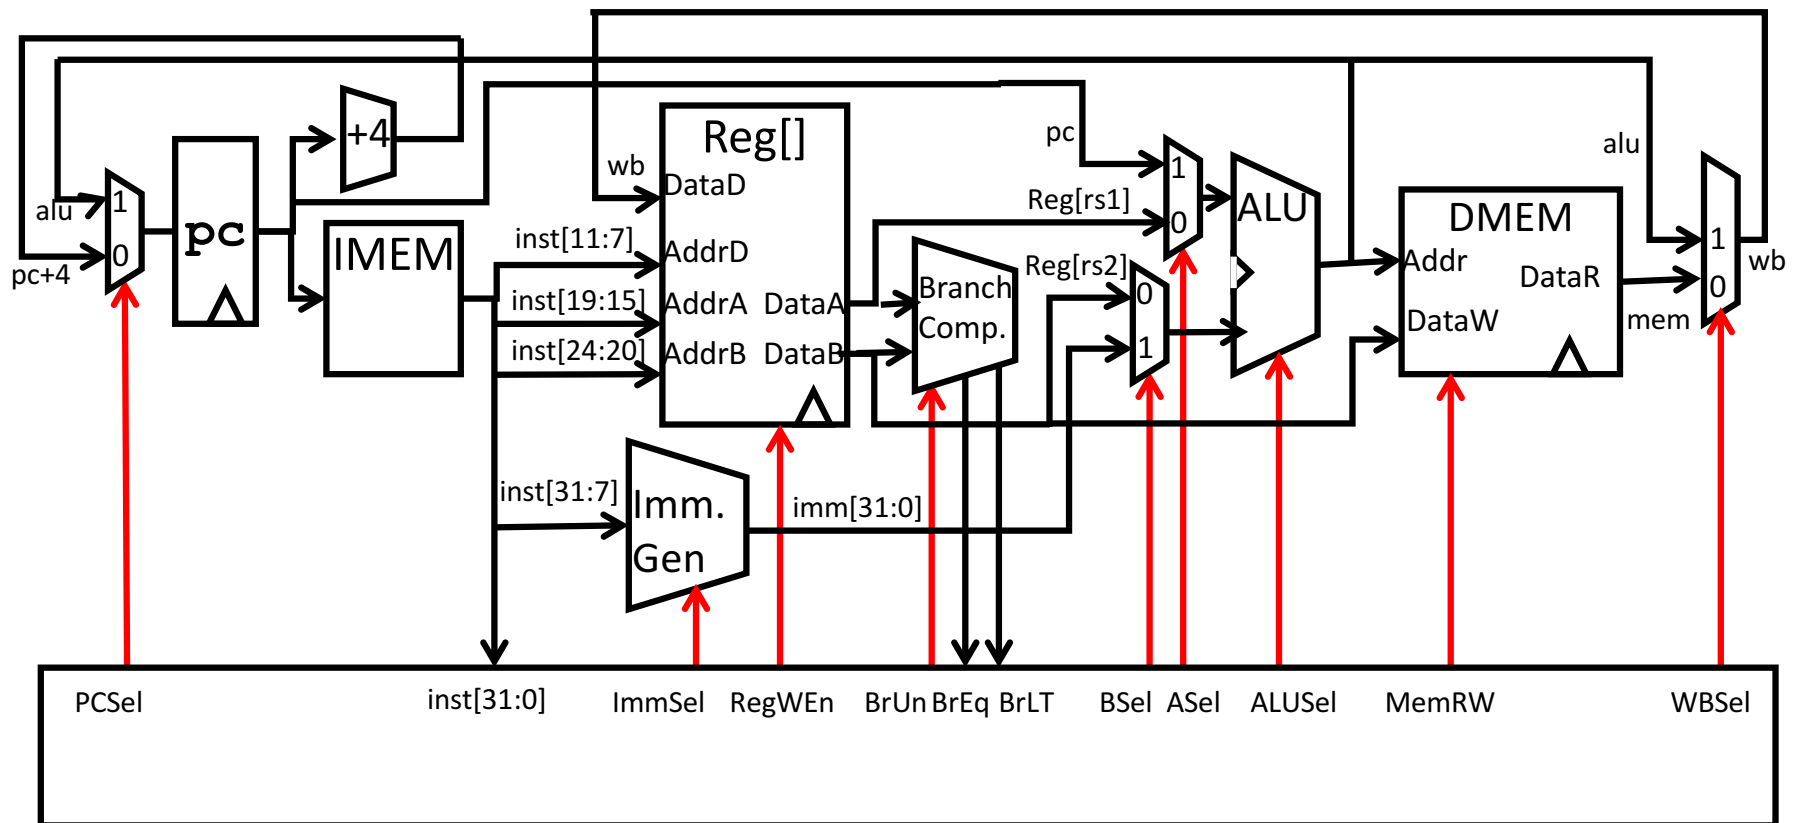 alu
pc+4
1
0
pc
+4
IMEM
wb
inst[11:7]
inst[19:15]
inst[24:20]
Reg[]
DataD
AddrD
AddrA DataA
AddrB DataB
inst[31:7]
Imm.
Gen
imm[31:0]
Branch
Comp.
pc
Reg[rs1]
Reg[rs2]
1
0
0
1
ALU
DMEM
Addr
DataR
DataW
alu
mem
1
0
wb
PCSel
inst[31:0]
ImmSel
RegWEn
BrUn
BrEq
BrLT
BSel
ASel
ALUSel
MemRW
WBSel